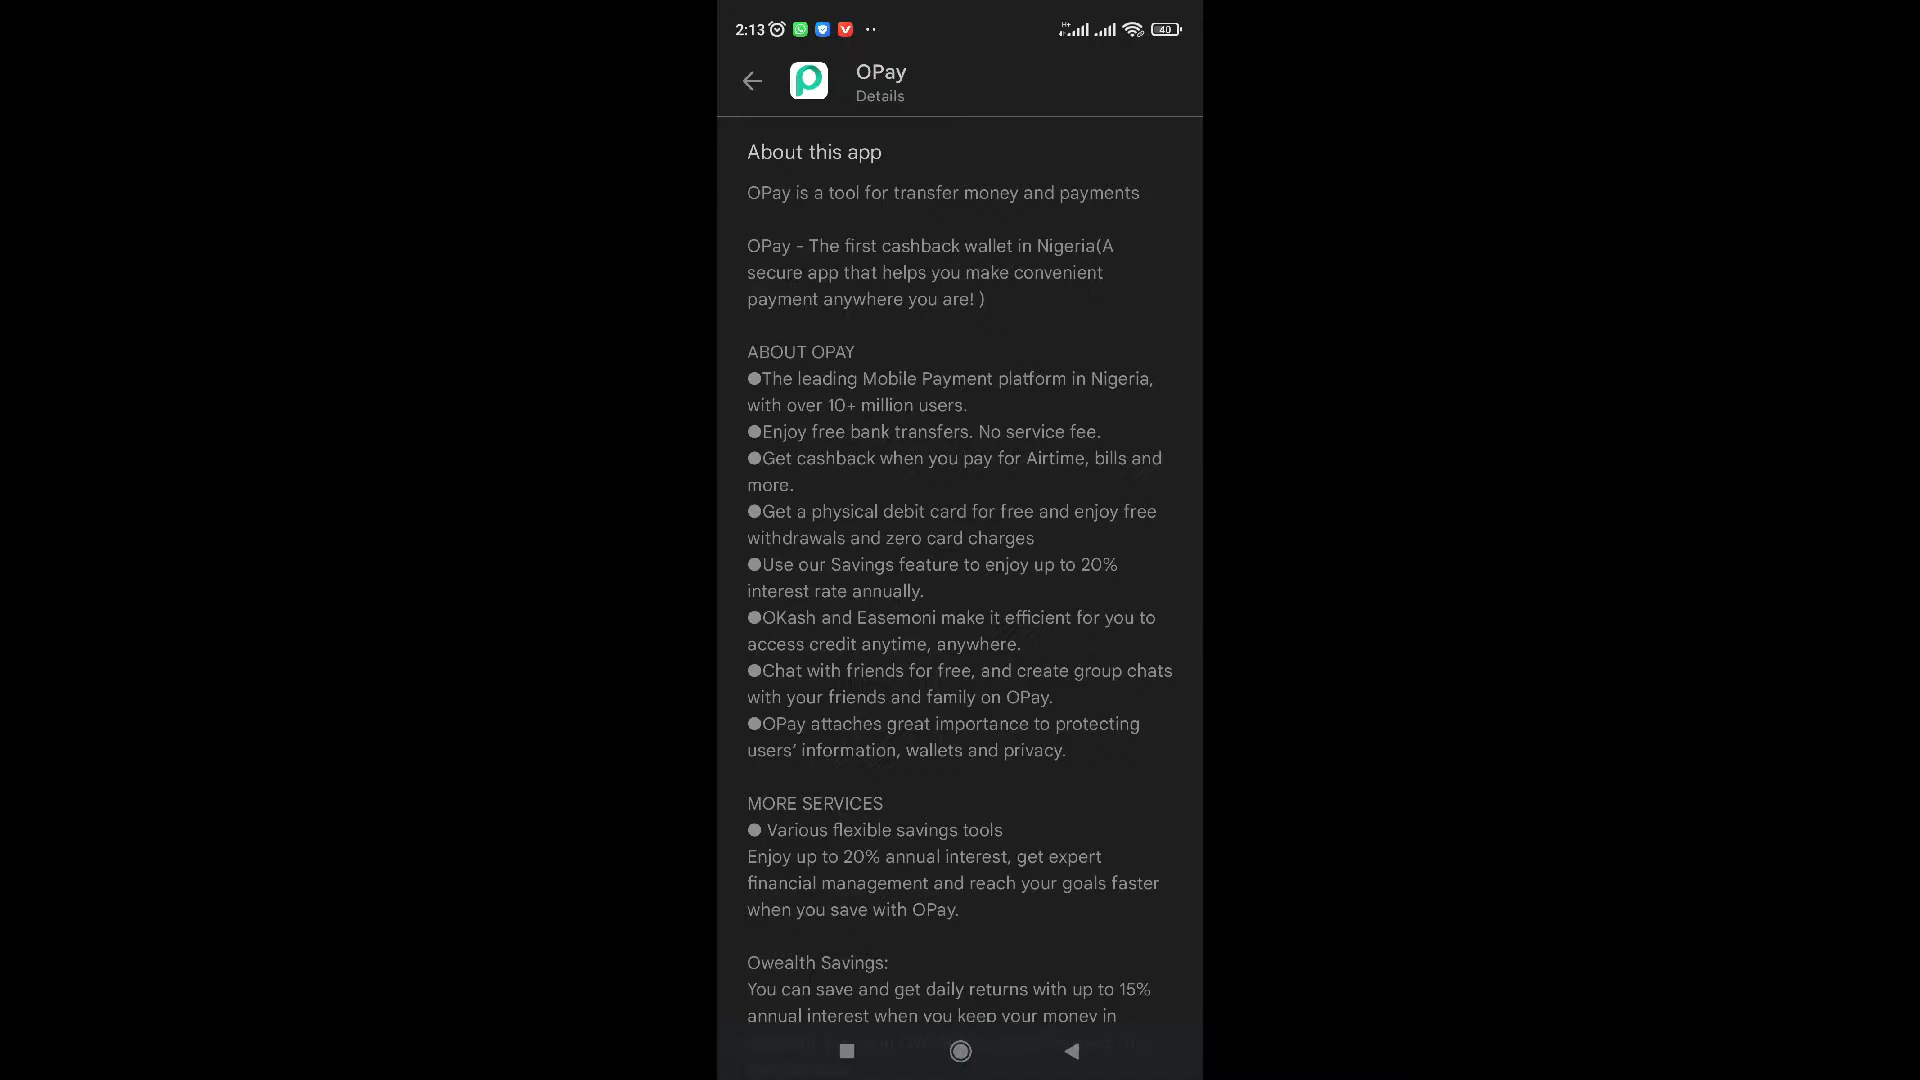 2:13
H+
40
OPay
Details
About this app
OPay is a tool for transfer money and payments
OPay - The first cashback wallet in Nigeria(A
secure app that helps you make convenient
payment anywhere you are! )
ABOUT OPAY
●The leading Mobile Payment platform in Nigeria,
with over 10+ million users.
●Enjoy free bank transfers. No service fee.
●Get cashback when you pay for Airtime, bills and
more.
●Get a physical debit card for free and enjoy free
withdrawals and zero card charges
●Use our Savings feature to enjoy up to 20%
interest rate annually.
●OKash and Easemoni make it efficient for you to
access credit anytime, anywhere.
●Chat with friends for free, and create group chats
with your friends and family on OPay.
●OPay attaches great importance to protecting
users’ information, wallets and privacy.
MORE SERVICES
● Various flexible savings tools
Enjoy up to 20% annual interest, get expert
financial management and reach your goals faster
when you save with OPay.
Owealth Savings:
You can save and get daily returns with up to 15%
annual interest when you keep your money in